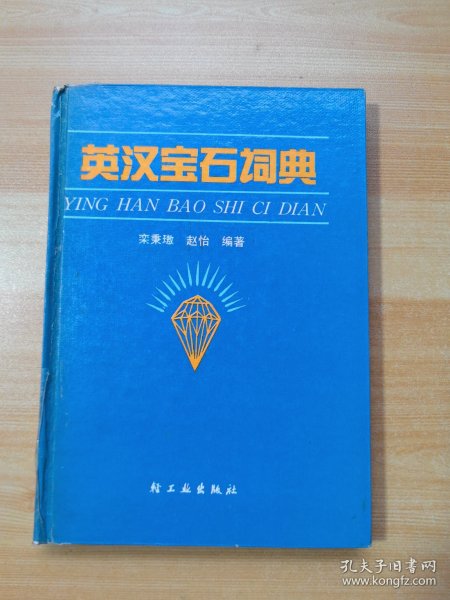 英汉宝石词典
YING HAN BAO SHI CI DIAN
栾秉璈 赵怡 编著
轻工业出版社
孔夫子旧书网
www.kongfz.com